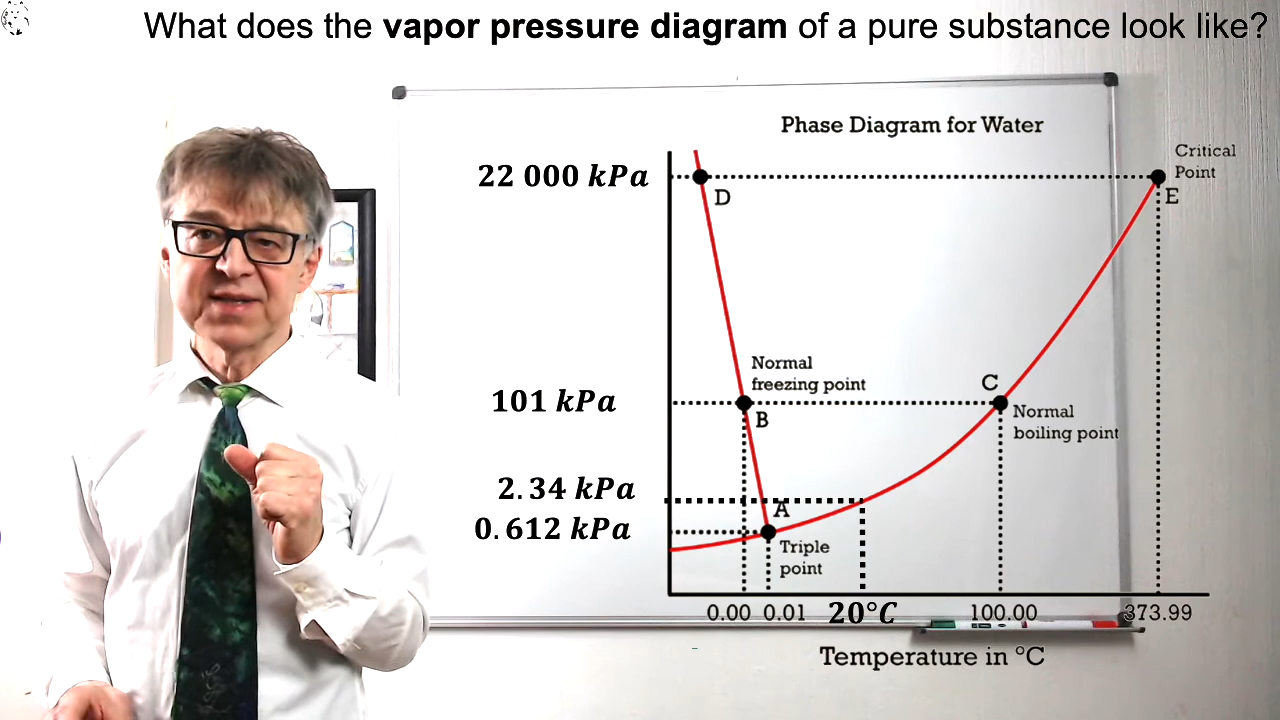 What does the vapor pressure diagram of a pure substance look like?
Phase Diagram for Water
22 000 kPa
Critical
Point
D
E
Normal
freezing point
C
101 kPa
B
Normal
boiling point
2.34 kPa
A
0.612 kPa
Triple
point
0.00 0.01 20°C 100.00 373.99
Temperature in °C